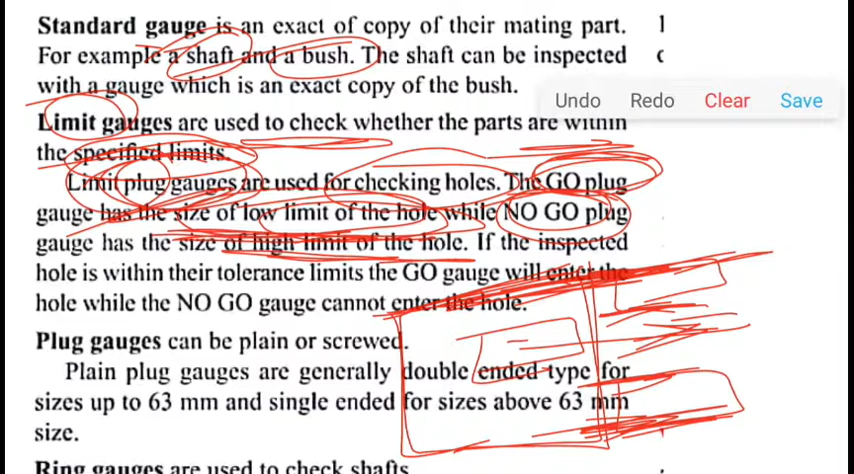 Standard gauge is an exact of copy of their mating part.
For example a shaft and a bush. The shaft can be inspected
with a gauge which is an exact copy of the bush.
Undo Redo Clear Save
Limit gauges are used to check whether the parts are within
the specified limits.
Limit plug gauges are used for checking holes. The GO plug
gauge has the size of low limit of the hole while NO GO plug
gauge has the size of high limit of the hole. If the inspected
hole is within their tolerance limits the GO gauge will enter the
hole while the NO GO gauge cannot enter the hole.
Plug gauges can be plain or screwed.
Plain plug gauges are generally double ended type for
sizes up to 63 mm and single ended for sizes above 63 mm
size.
Ring gauges are used to check shafts